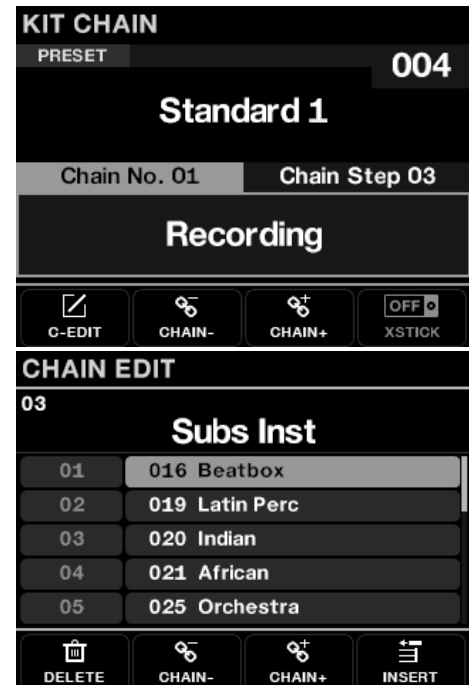 KIT CHAIN
PRESET
004
Standard 1
Chain No. 01 Chain Step 03
Recording
C-EDIT CHAIN- CHAIN+ OFF XSTICK
CHAIN EDIT
03
Subs Inst
01 016 Beatbox
02 019 Latin Perc
03 020 Indian
04 021 African
05 025 Orchestra
DELETE CHAIN- CHAIN+ INSERT